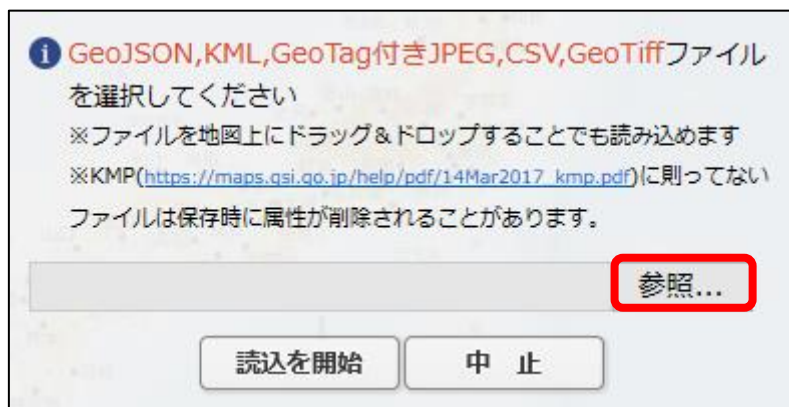 GeoJSON,KML,GeoTag付きJPEG,CSV,GeoTiffファイル
を選択してください
※ファイルを地図上にドラッグ&ドロップすることでも読み込めます
※KMP(https://maps.gsi.go.jp/help/pdf/14Mar2017_kmp.pdf)に則ってない
ファイルは保存時に属性が削除されることがあります。
参照...
読込を開始 中 止